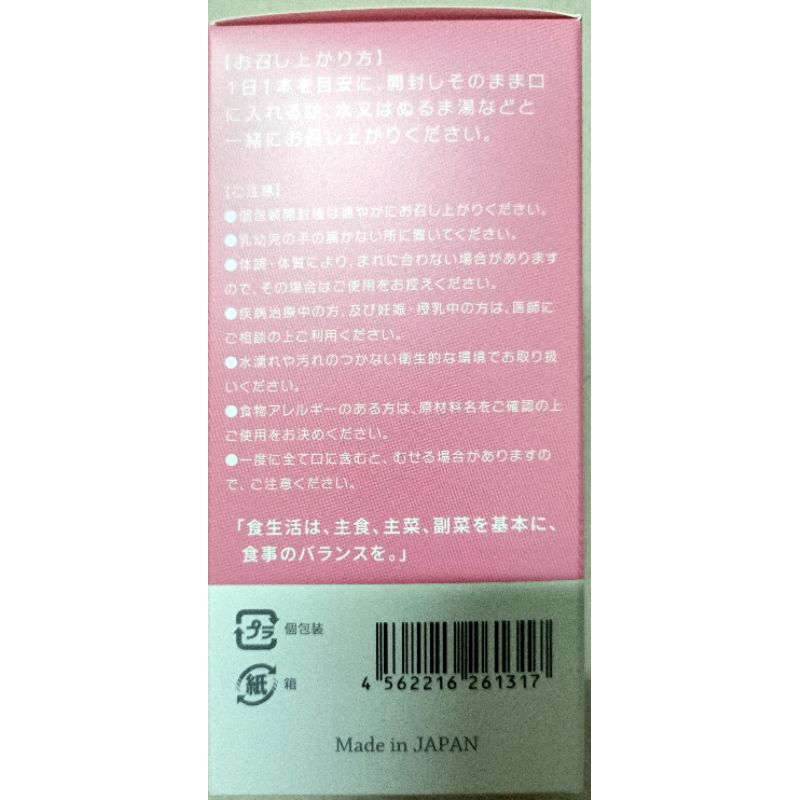 【お召し上がり方】
1日1本を目安に、開封しそのまま口
に入れるか、水又はぬるま湯などと
一緒にお召し上がりください。
【ご注意】
●個包装開封後は速やかにお召し上がりください。
●乳幼児の手の届かない所に置いてください。
●体調・体質により、まれに合わない場合があります
ので、その場合はご使用をお控えください。
●疾病治療中の方、及び妊娠・授乳中の方は、医師に
ご相談の上ご利用ください。
●水濡れや汚れのつかない衛生的な環境でお取り扱
いください。
●食物アレルギーのある方は、原材料名をご確認の上
ご使用をお決めください。
●一度に全て口に含むと、むせる場合がありますの
で、ご注意ください。
「食生活は、主食、主菜、副菜を基本に、
食事のバランスを。」
プラ 個包装
紙 箱
4 562216 261317
Made in JAPAN